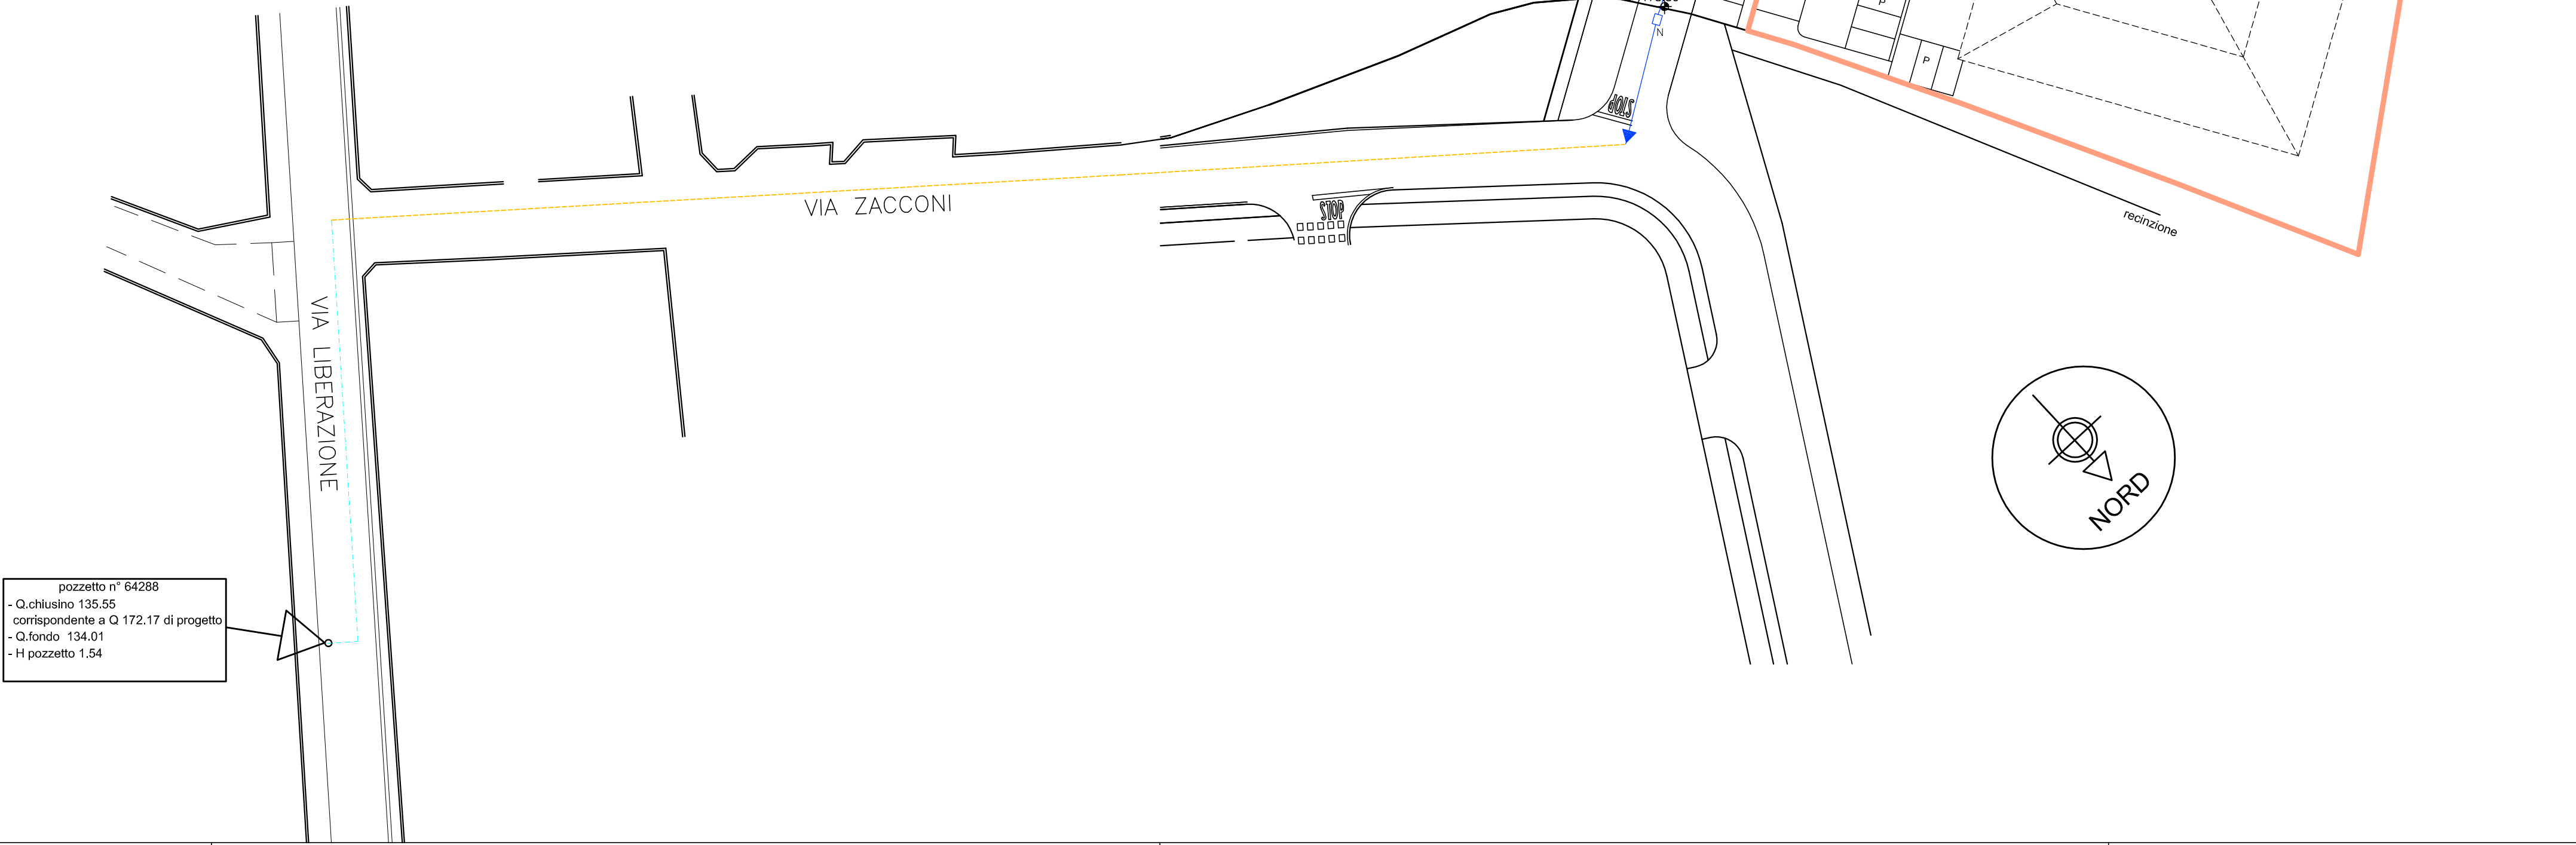 P
N
P
STOP
VIA ZACCONI
STOP
recinzione
VIA LIBERAZIONE
NORD
pozzetto n° 64288
- Q.chiusino 135.55
corrispondente a Q 172.17 di progetto
- Q.fondo 134.01
- H pozzetto 1.54